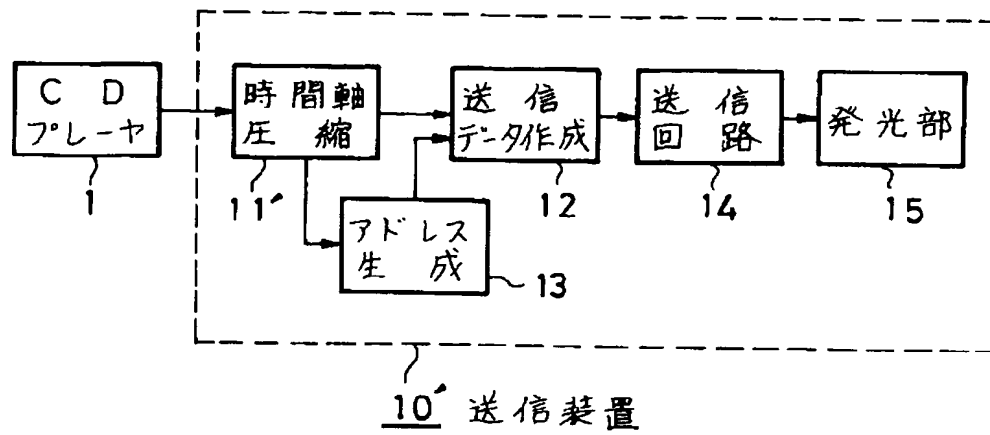 CD
プレーヤ
1
時間軸
圧縮
11′
送信
データ作成
12
送信
回路
14
発光部
15
アドレス
生成
13
10′ 送信装置